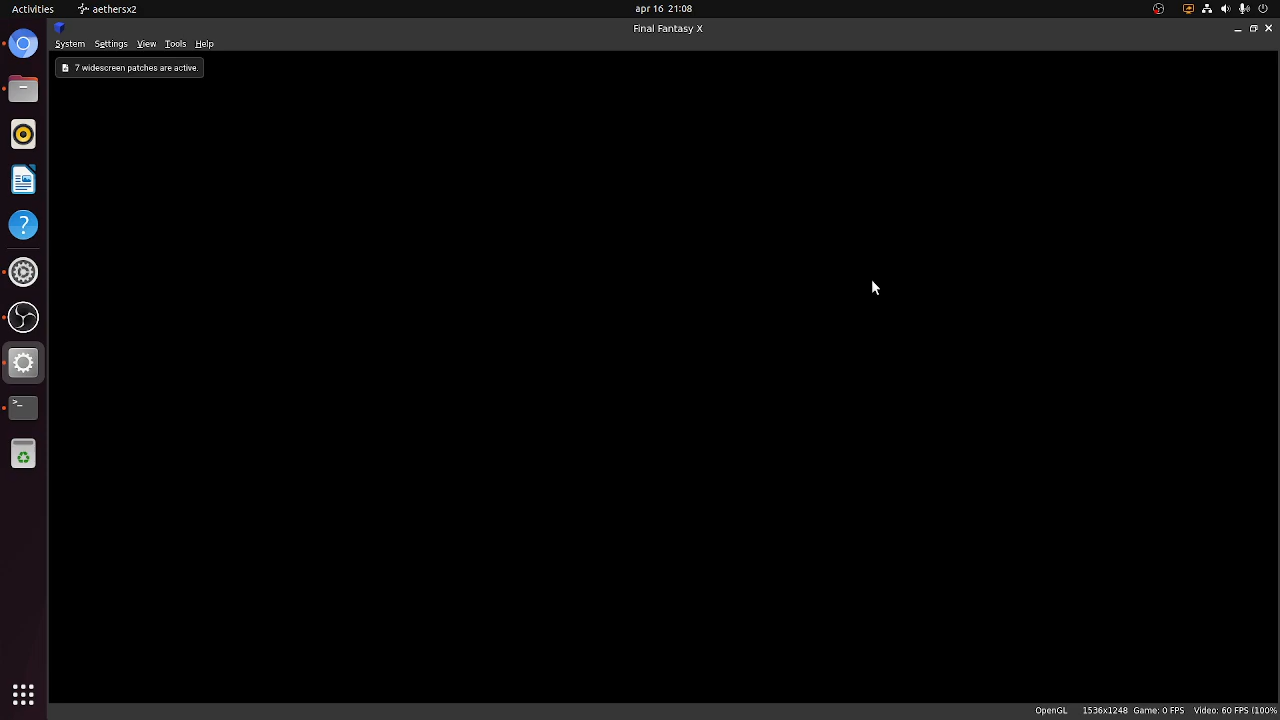 Activities aethersx2 apr 16 21:08
Final Fantasy X
System Settings View Tools Help
7 widescreen patches are active.
OpenGL 1536x1248 Game: 0 FPS Video: 60 FPS (100%